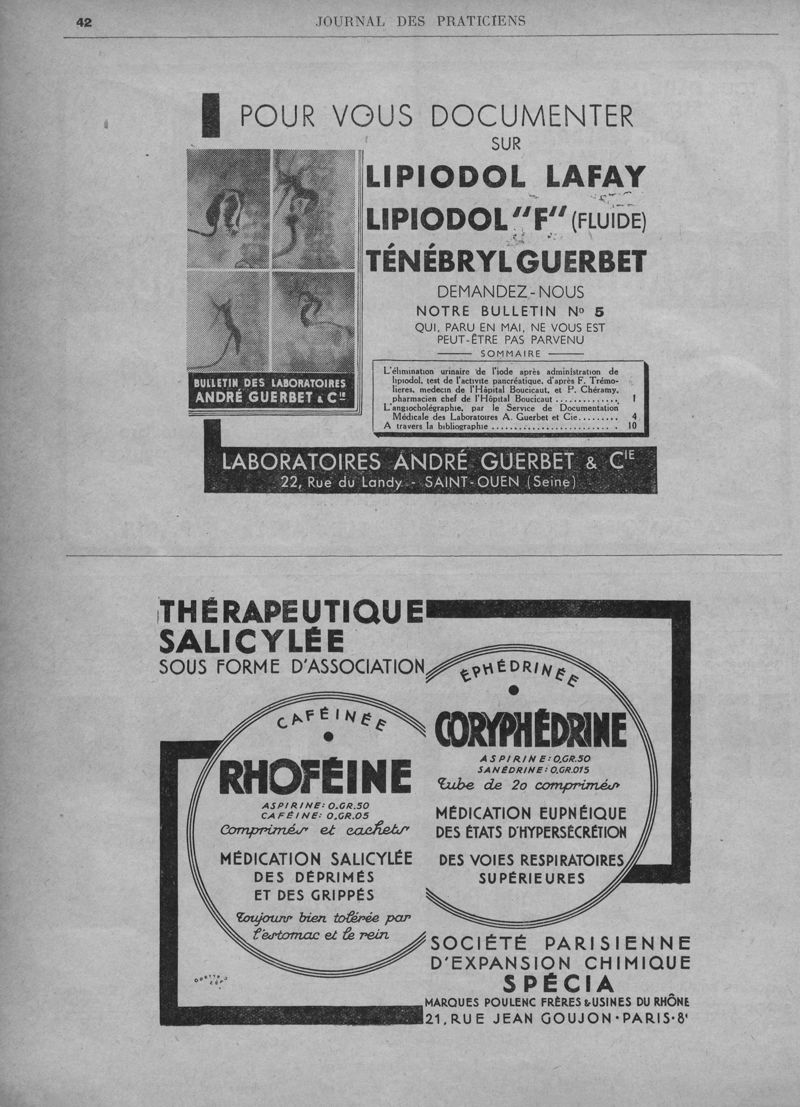 42
JOURNAL DES PRATICIENS
POUR VOUS DOCUMENTER
SUR
LIPIODOL LAFAY
LIPIODOL "F" (FLUIDE)
TÉNÉBRYL GUERBET
DEMANDEZ-NOUS
NOTRE BULLETIN No 5
QUI, PARU EN MAI, NE VOUS EST
PEUT-ÊTRE PAS PARVENU
SOMMAIRE
L'élimination urinaire de l'iode après administration de
lipiodol, test de l'activité pancréatique, d'après F. Trémo-
lieres, medecin de l'Hôpital Boucicaut, et P. Chéramy,
pharmacien chef de l'Hôpital Boucicaut .............. 1
L'angiocholégraphie, par le Service de Documentation
Médicale des Laboratoires A. Guerbet et Cie......... 4
A travers la bibliographie ............................ 10
BULLETIN DES LABORATOIRES
ANDRÉ GUERBET & CIE
LABORATOIRES ANDRÉ GUERBET & CIE
22, Rue du Landy - SAINT-OUEN (Seine)
THÉRAPEUTIQUE
SALICYLÉE
SOUS FORME D'ASSOCIATION
CAFÉINÉE
RHOFÉINE
ASPIRINE: 0.GR.50
CAFÉINE: 0.GR.05
Comprimés et cachets
MÉDICATION SALICYLÉE
DES DÉPRIMÉS
ET DES GRIPPÉS
Toujours bien tolérée par
l'estomac et le rein
ÉPHÉDRINÉE
CORYPHÉDRINE
ASPIRINE: 0.GR.50
SANÉDRINE: 0.GR.015
Tube de 20 comprimés
MÉDICATION EUPNÉIQUE
DES ÉTATS D'HYPERSÉCRÉTION
DES VOIES RESPIRATOIRES
SUPÉRIEURES
SOCIÉTÉ PARISIENNE
D'EXPANSION CHIMIQUE
SPÉCIA
MARQUES POULENC FRÈRES & USINES DU RHÔNE
21, RUE JEAN GOUJON · PARIS · 8e